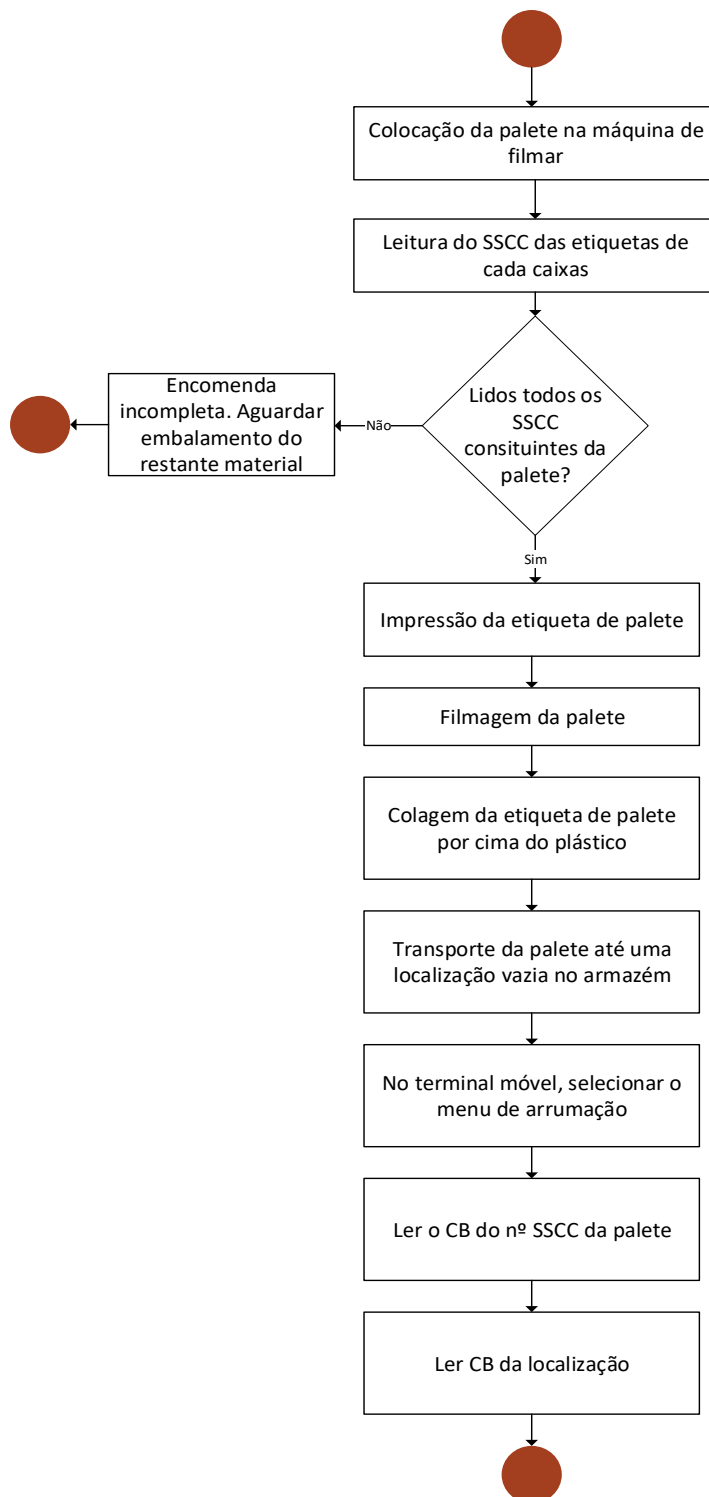 Colocação da palete na máquina de
filmar
Leitura do SSCC das etiquetas de
cada caixas
Lidos todos os
SSCC
consituintes da
palete?
Não
Encomenda
incompleta. Aguardar
embalamento do
restante material
Sim
Impressão da etiqueta de palete
Filmagem da palete
Colagem da etiqueta de palete
por cima do plástico
Transporte da palete até uma
localização vazia no armazém
No terminal móvel, selecionar o
menu de arrumação
Ler o CB do nº SSCC da palete
Ler CB da localização